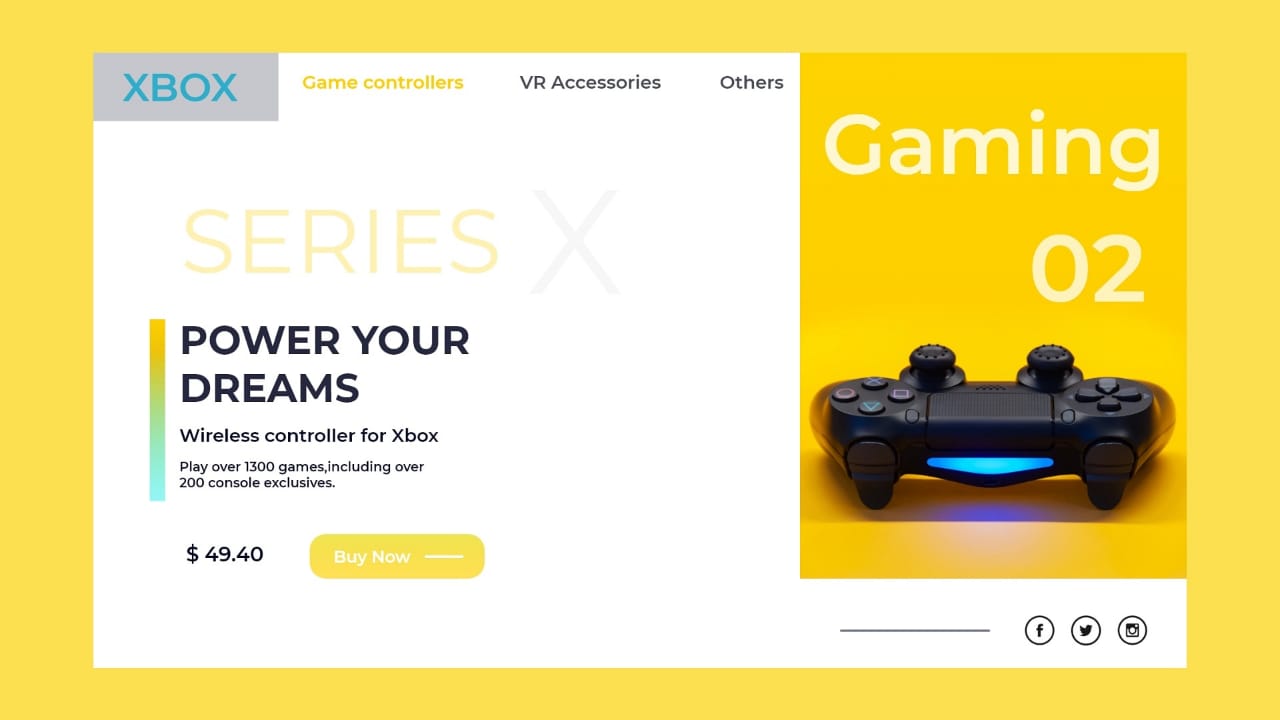 XBOX
Game controllers
VR Accessories
Others
Gaming
02
SERIES X
POWER YOUR
DREAMS
Wireless controller for Xbox
Play over 1300 games,including over
200 console exclusives.
$ 49.40
Buy Now